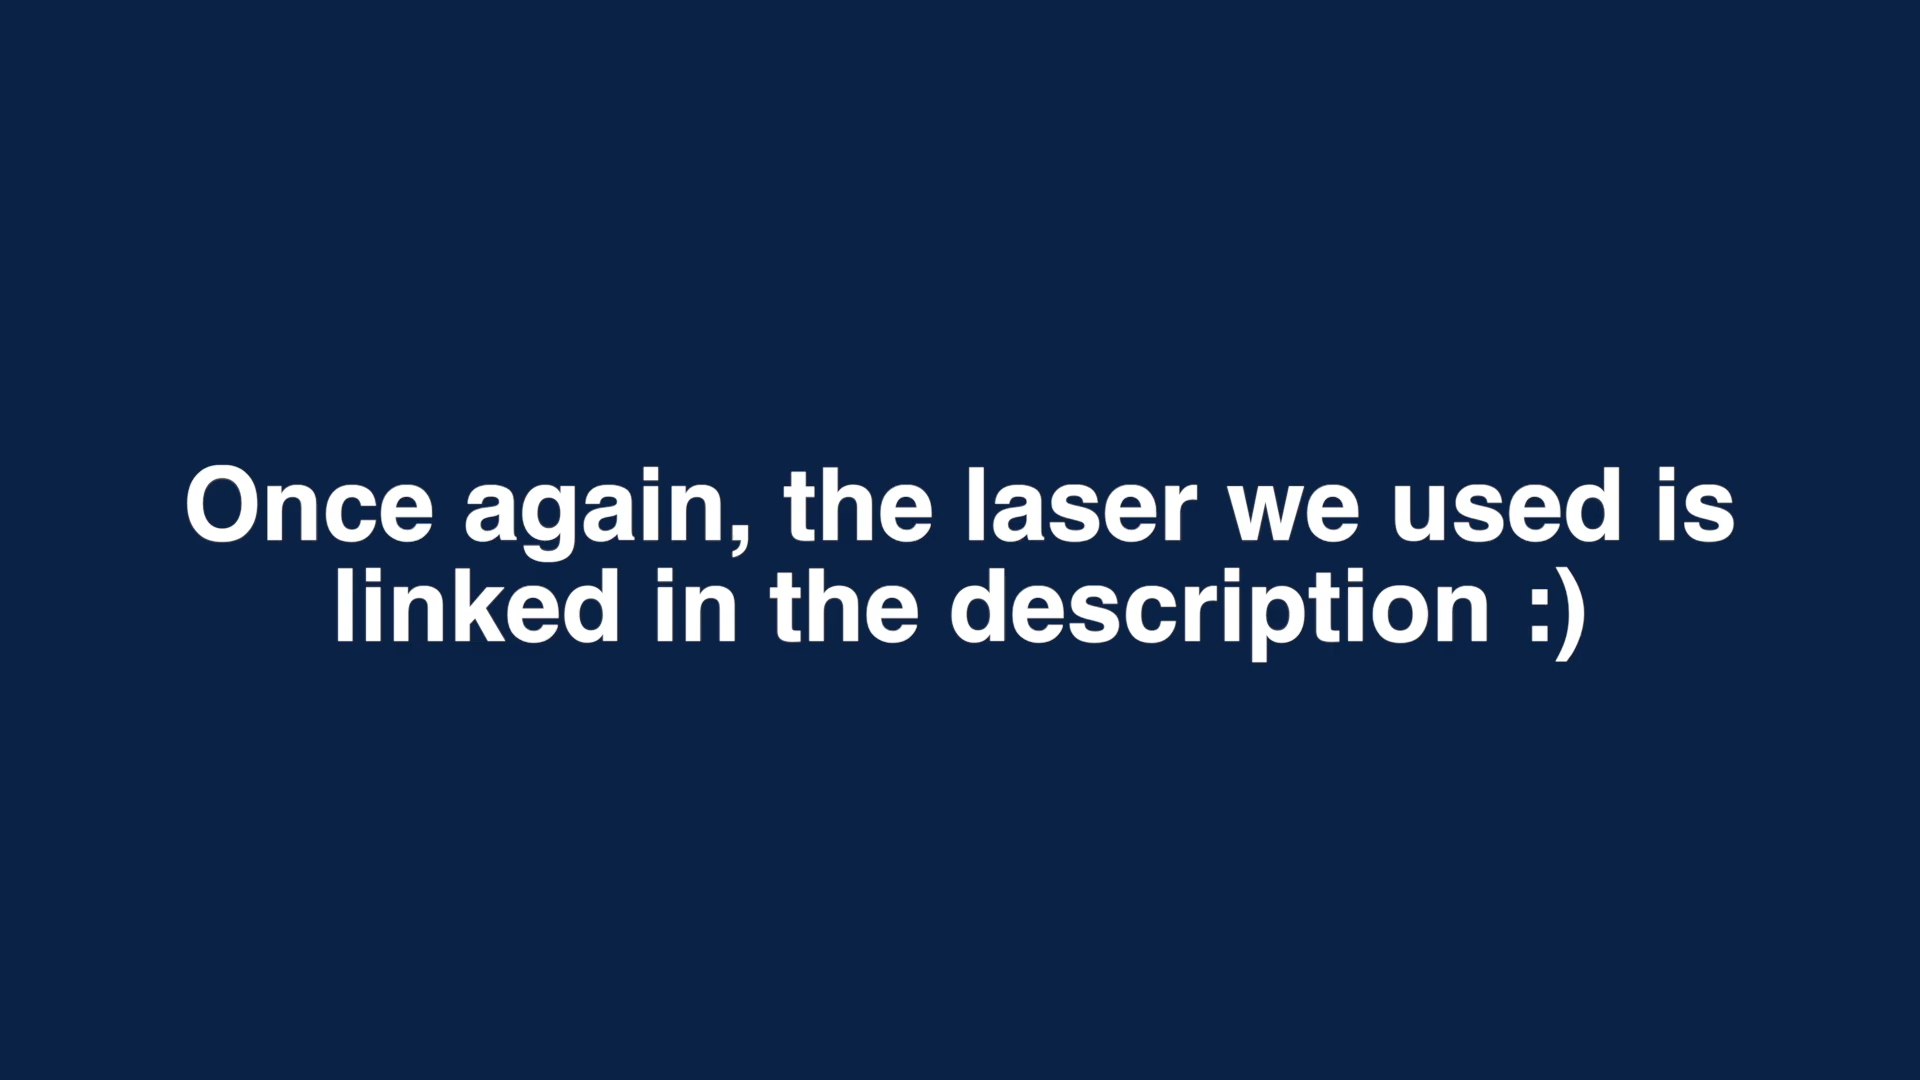 Once again, the laser we used is
linked in the description :)